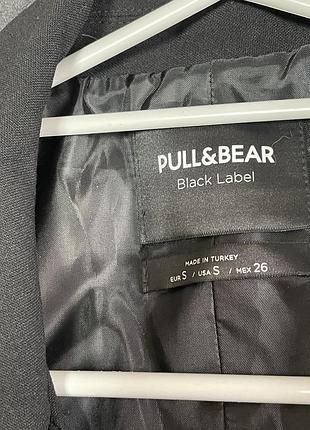 PULL&BEAR
Black Label
MADE IN TURKEY
EUR S / USA S / MEX 26